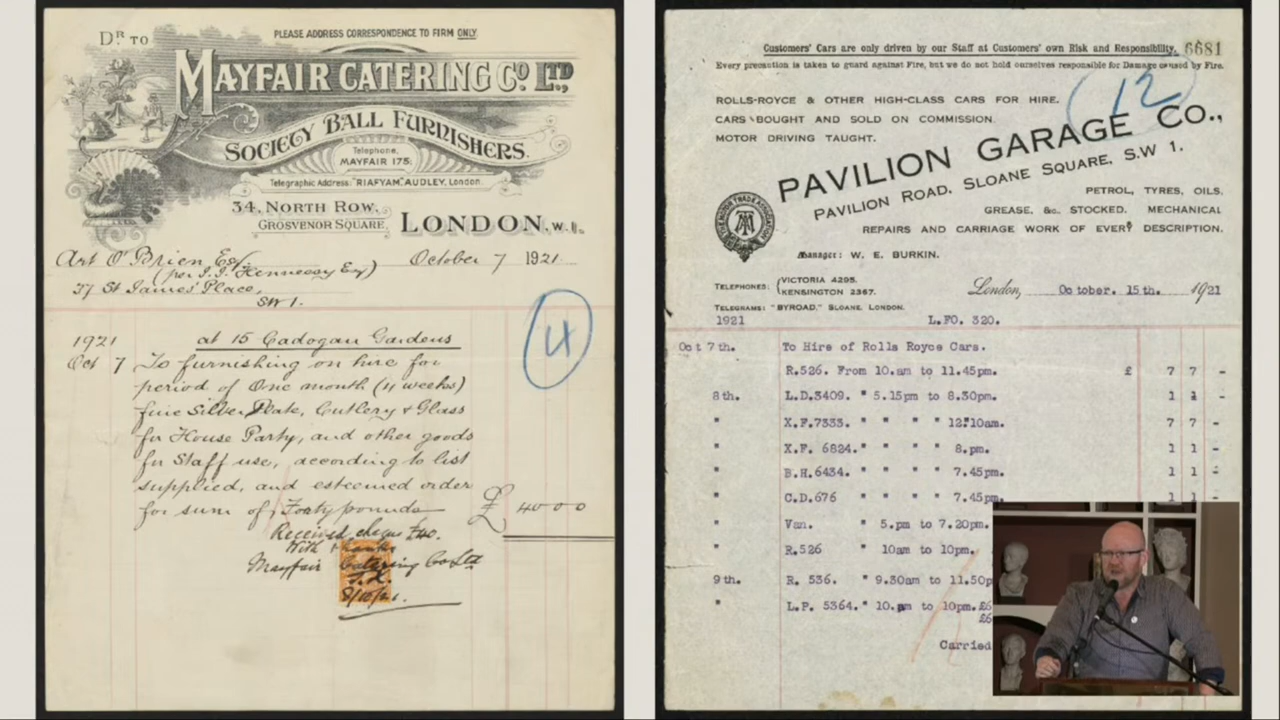 Dr TO
PLEASE ADDRESS CORRESPONDENCE TO FIRM ONLY.
MAYFAIR CATERING Co. LTD.,
SOCIETY BALL FURNISHERS.
Telephone,
MAYFAIR 175.
Telegraphic Address: "RIAFYAM," AUDLEY, London.
34, NORTH ROW,
GROSVENOR SQUARE,
LONDON, W.1.
Art O'Brien Esq
October 7 1921
(per J.J. Hennessy Esq)
37 St James' Place,
SW1.
4
1921
at 15 Cadogan Gardens
Oct 7 To furnishing on hire for
period of One month (4 weeks)
fine Silver Plate, Cutlery & Glass
for House Party, and other goods
for Staff use, according to list
supplied, and esteemed order
for sum of Forty pounds £ 40 0 0
Received cheque £40.
With thanks
Mayfair Catering Co Ltd
8/10/21.
Customers' Cars are only driven by our Staff at Customers' own Risk and Responsibility. 6681
Every precaution is taken to guard against Fire, but we do not hold ourselves responsible for Damage caused by Fire.
12
ROLLS-ROYCE & OTHER HIGH-CLASS CARS FOR HIRE.
CARS BOUGHT AND SOLD ON COMMISSION.
MOTOR DRIVING TAUGHT.
PAVILION GARAGE CO.,
PAVILION ROAD, SLOANE SQUARE, S.W 1.
PETROL, TYRES, OILS.
GREASE, &c. STOCKED. MECHANICAL
REPAIRS AND CARRIAGE WORK OF EVERY DESCRIPTION.
Manager: W. E. BURKIN.
TELEPHONES: VICTORIA 4295.
KENSINGTON 2367.
London, October. 15th. 1921
TELEGRAMS: "BYROAD." SLOANE, LONDON.
1921 L.FO. 320.
Oct 7th. To Hire of Rolls Royce Cars.
R.526. From 10.am to 11.45pm. £ 7 7 -
8th. L.D.3409. " 5.15pm to 8.30pm. 1 1 -
" X.F.7333. " " " " 12.10am. 7 7 -
" X.F. 6824. " " " " 8.pm. 1 1 -
" B.H.6434. " " " " 7.45pm. 1 1 -
" C.D.676 " " " " 7.45pm. 1 1 -
" Van. " 5.pm to 7.20pm.
" R.526 " 10am to 10pm.
9th. R. 536. " 9.30am to 11.50p
" L.P. 5364. " 10.am to 10pm. £6
£6
Carried